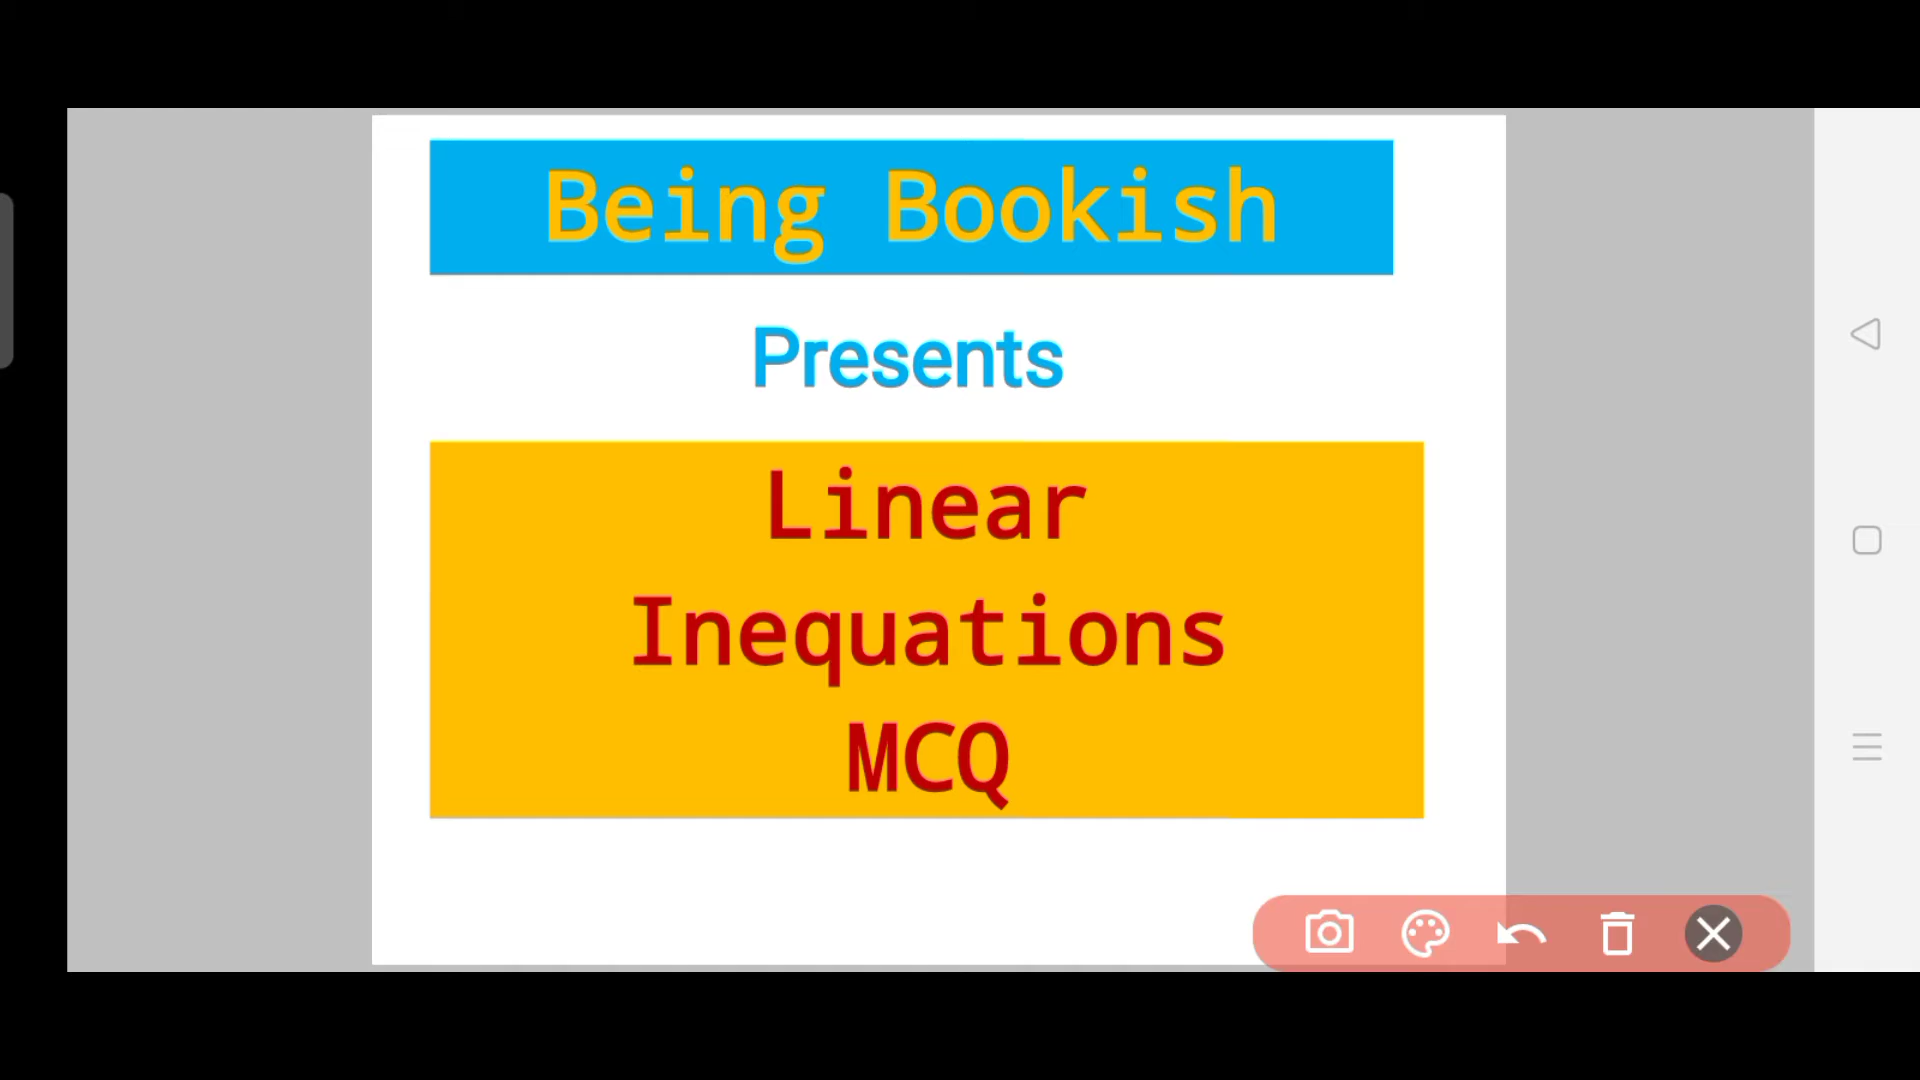 Being Bookish
Presents
Linear
Inequations
MCQ